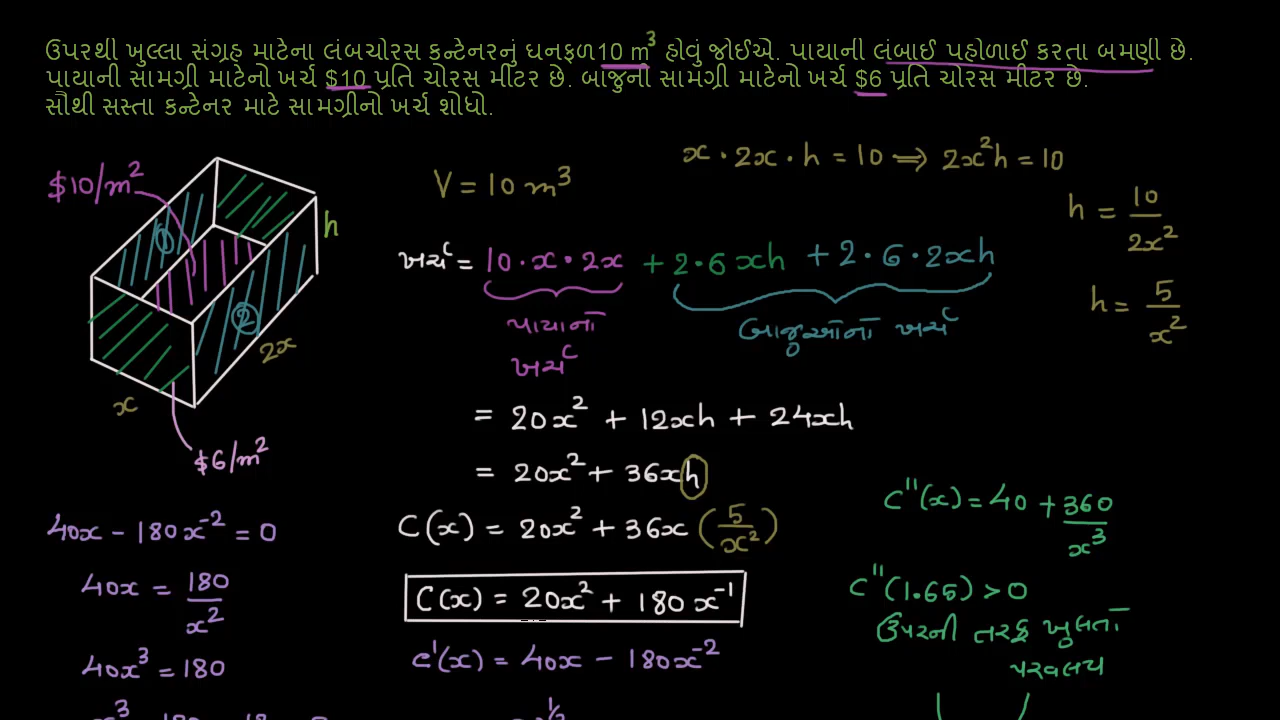 ઉપરથી ખુલ્લા સંગ્રહ માટેના લંબચોરસ કન્ટેનરનું ઘનફળ 10 m³ હોવું જોઈએ. પાયાની લંબાઈ પહોળાઈ કરતા બમણી છે.
પાયાની સામગ્રી માટેનો ખર્ચ $10 પ્રતિ ચોરસ મીટર છે. બાજુની સામગ્રી માટેનો ખર્ચ $6 પ્રતિ ચોરસ મીટર છે.
સૌથી સસ્તા કન્ટેનર માટે સામગ્રીનો ખર્ચ શોધો.
$10/m²
1
2
h
2x
x
$6/m²
V = 10 m³
x · 2x · h = 10 ⟹ 2x²h = 10
h = 10/2x²
h = 5/x²
ખર્ચ = 10·x·2x + 2·6xh + 2·6·2xh
પાયાનો ખર્ચ
બાજુઓનો ખર્ચ
= 20x² + 12xh + 24xh
= 20x² + 36xh
C(x) = 20x² + 36x (5/x²)
C(x) = 20x² + 180x⁻¹
C'(x) = 40x − 180x⁻²
40x − 180x⁻² = 0
40x = 180/x²
40x³ = 180
C''(x) = 40 + 360/x³
C''(1.65) > 0
ઉપરની તરફ ખુલતો
પરવલય